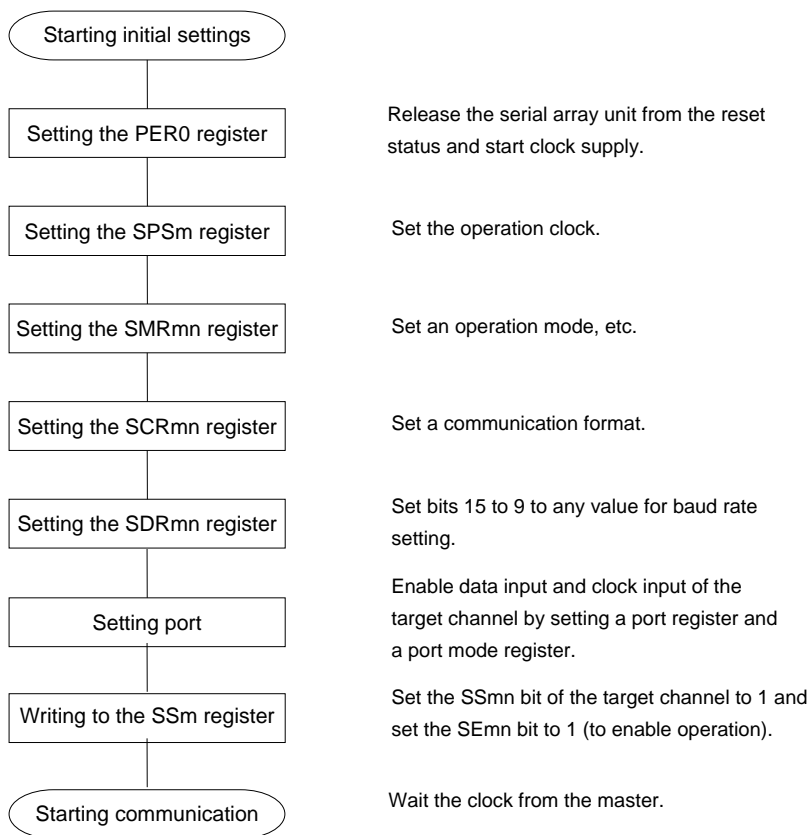 Starting initial settings
Setting the PER0 register
Release the serial array unit from the reset
status and start clock supply.
Setting the SPSm register
Set the operation clock.
Setting the SMRmn register
Set an operation mode, etc.
Setting the SCRmn register
Set a communication format.
Setting the SDRmn register
Set bits 15 to 9 to any value for baud rate
setting.
Setting port
Enable data input and clock input of the
target channel by setting a port register and
a port mode register.
Writing to the SSm register
Set the SSmn bit of the target channel to 1 and
set the SEmn bit to 1 (to enable operation).
Starting communication
Wait the clock from the master.